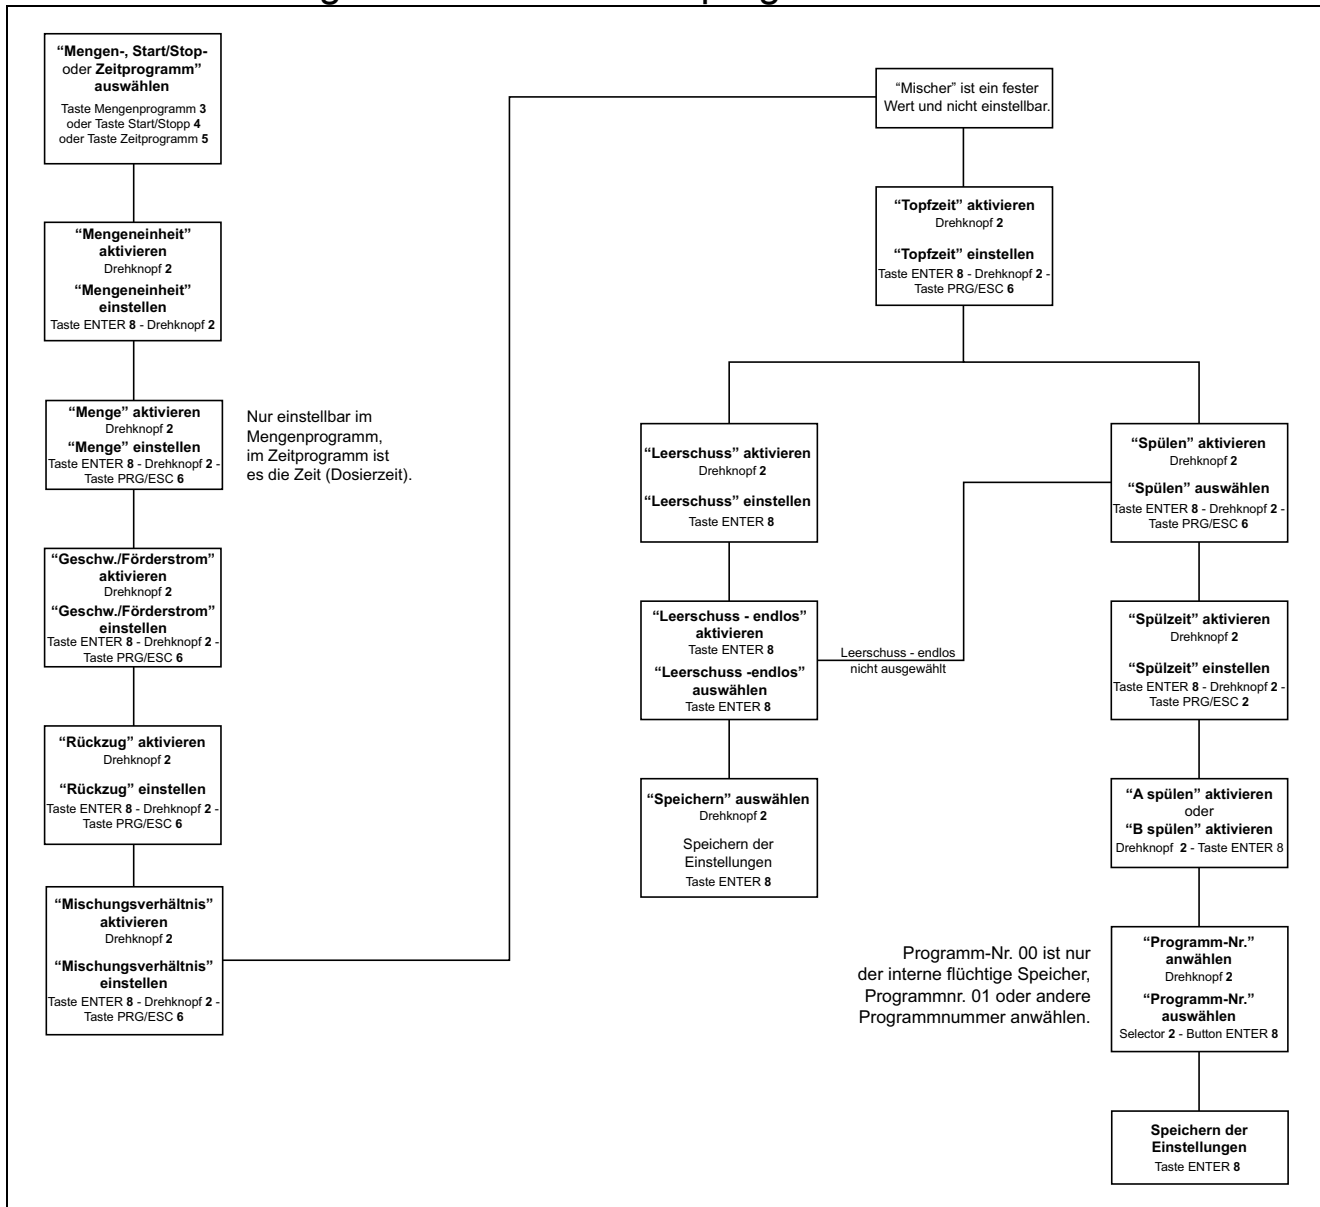 “Mengen-, Start/Stop-
oder Zeitprogramm”
auswählen
Taste Mengenprogramm 3
oder Taste Start/Stopp 4
oder Taste Zeitprogramm 5
“Mengeneinheit”
aktivieren
Drehknopf 2
“Mengeneinheit”
einstellen
Taste ENTER 8 - Drehknopf 2
“Menge” aktivieren
Drehknopf 2
“Menge” einstellen
Taste ENTER 8 - Drehknopf 2 -
Taste PRG/ESC 6
Nur einstellbar im
Mengenprogramm,
im Zeitprogramm ist
es die Zeit (Dosierzeit).
“Geschw./Förderstrom”
aktivieren
Drehknopf 2
“Geschw./Förderstrom”
einstellen
Taste ENTER 8 - Drehknopf 2 -
Taste PRG/ESC 6
“Rückzug” aktivieren
Drehknopf 2
“Rückzug” einstellen
Taste ENTER 8 - Drehknopf 2 -
Taste PRG/ESC 6
“Mischungsverhältnis”
aktivieren
Drehknopf 2
“Mischungsverhältnis”
einstellen
Taste ENTER 8 - Drehknopf 2 -
Taste PRG/ESC 6
“Mischer” ist ein fester
Wert und nicht einstellbar.
“Topfzeit” aktivieren
Drehknopf 2
“Topfzeit” einstellen
Taste ENTER 8 - Drehknopf 2 -
Taste PRG/ESC 6
“Leerschuss” aktivieren
Drehknopf 2
“Leerschuss” einstellen
Taste ENTER 8
“Leerschuss - endlos”
aktivieren
Taste ENTER 8
“Leerschuss -endlos”
auswählen
Taste ENTER 8
Leerschuss - endlos
nicht ausgewählt
“Speichern” auswählen
Drehknopf 2
Speichern der
Einstellungen
Taste ENTER 8
“Spülen” aktivieren
Drehknopf 2
“Spülen” auswählen
Taste ENTER 8 - Drehknopf 2 -
Taste PRG/ESC 6
“Spülzeit” aktivieren
Drehknopf 2
“Spülzeit” einstellen
Taste ENTER 8 - Drehknopf 2 -
Taste PRG/ESC 2
“A spülen” aktivieren
oder
“B spülen” aktivieren
Drehknopf 2 - Taste ENTER 8
Programm-Nr. 00 ist nur
der interne flüchtige Speicher,
Programmnr. 01 oder andere
Programmnummer anwählen.
“Programm-Nr.”
anwählen
Drehknopf 2
“Programm-Nr.”
auswählen
Selector 2 - Button ENTER 8
Speichern der
Einstellungen
Taste ENTER 8